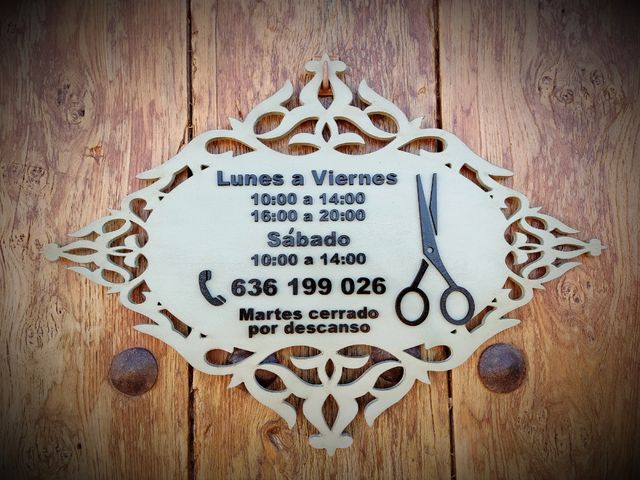 Lunes a Viernes
10:00 a 14:00
16:00 a 20:00
Sábado
10:00 a 14:00
636 199 026
Martes cerrado
por descanso